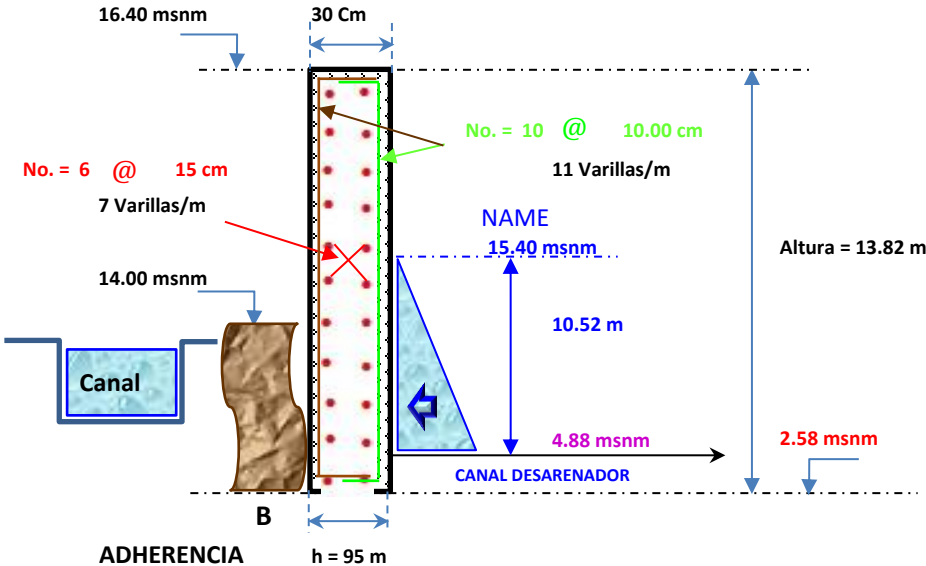 16.40 msnm
30 Cm
No. = 10 @ 10.00 cm
11 Varillas/m
No. = 6 @ 15 cm
7 Varillas/m
NAME
15.40 msnm
Altura = 13.82 m
14.00 msnm
10.52 m
Canal
4.88 msnm
2.58 msnm
CANAL DESARENADOR
B
ADHERENCIA
h = 95 m